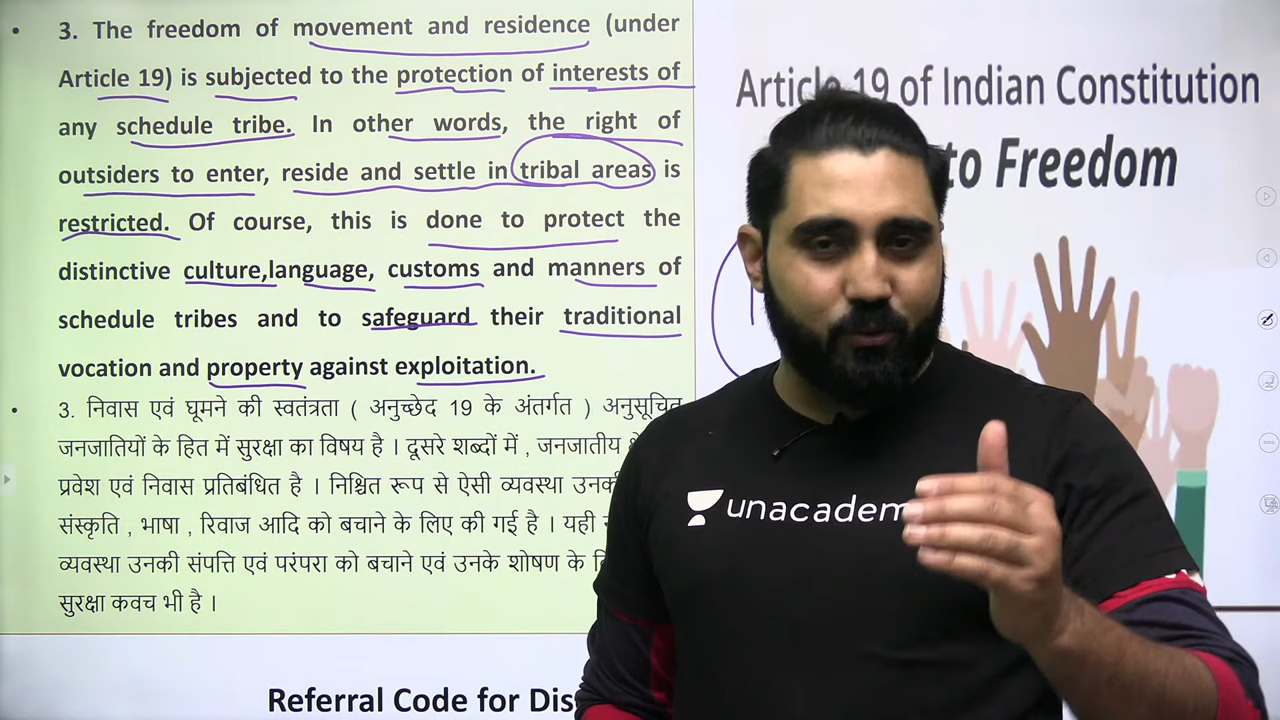 • 3. The freedom of movement and residence (under
Article 19) is subjected to the protection of interests of
any schedule tribe. In other words, the right of
outsiders to enter, reside and settle in tribal areas is
restricted. Of course, this is done to protect the
distinctive culture,language, customs and manners of
schedule tribes and to safeguard their traditional
vocation and property against exploitation.
• 3. निवास एवं घूमने की स्वतंत्रता ( अनुच्छेद 19 के अंतर्गत ) अनुसूचित
जनजातियों के हित में सुरक्षा का विषय है । दूसरे शब्दों में , जनजातीय
प्रवेश एवं निवास प्रतिबंधित है । निश्चित रूप से ऐसी व्यवस्था
संस्कृति , भाषा , रिवाज आदि को बचाने के लिए की गई है । यही
व्यवस्था उनकी संपत्ति एवं परंपरा को बचाने एवं उनके शोषण के
सुरक्षा कवच भी है ।
Article 19 of Indian Constitution
to Freedom
unacadem
Referral Code for